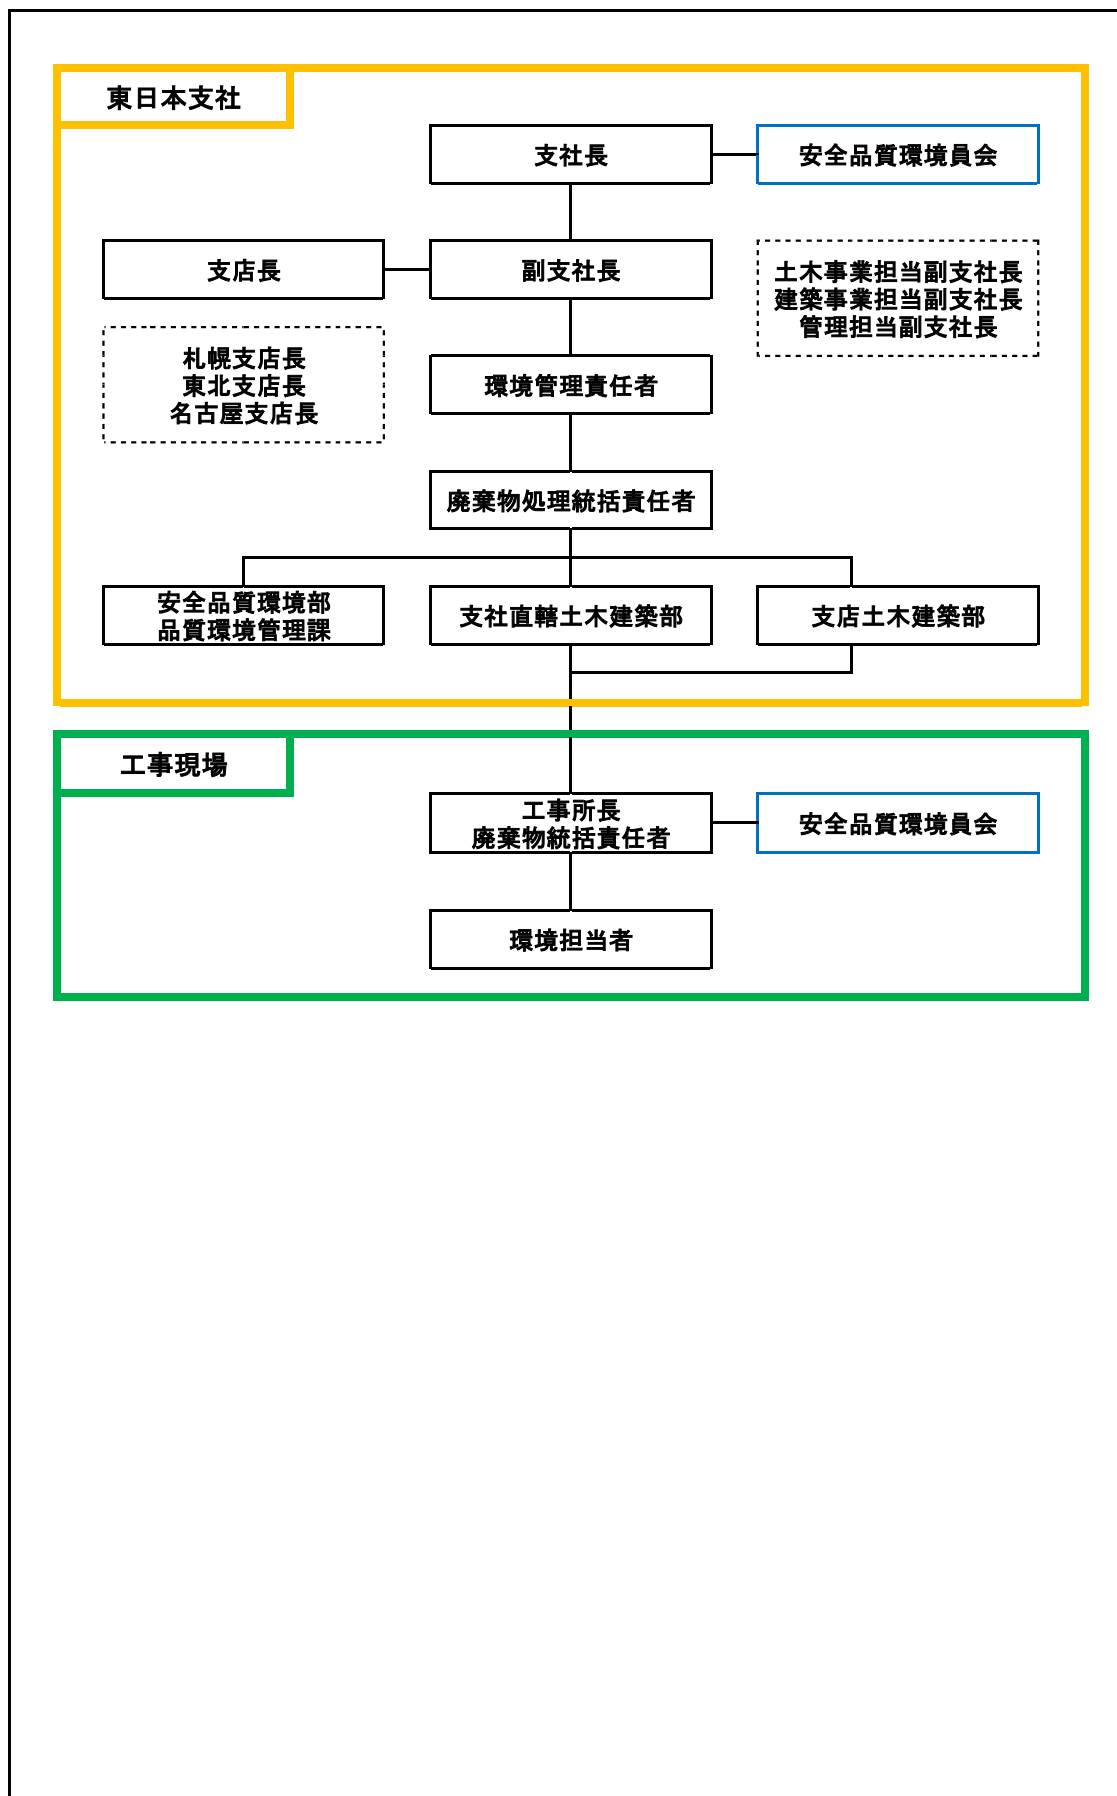 東日本支社
支社長
安全品質環境員会
支店長
副支社長
土木事業担当副支社長
建築事業担当副支社長
管理担当副支社長
札幌支店長
東北支店長
名古屋支店長
環境管理責任者
廃棄物処理統括責任者
安全品質環境部
品質環境管理課
支社直轄土木建築部
支店土木建築部
工事現場
工事所長
廃棄物統括責任者
安全品質環境員会
環境担当者